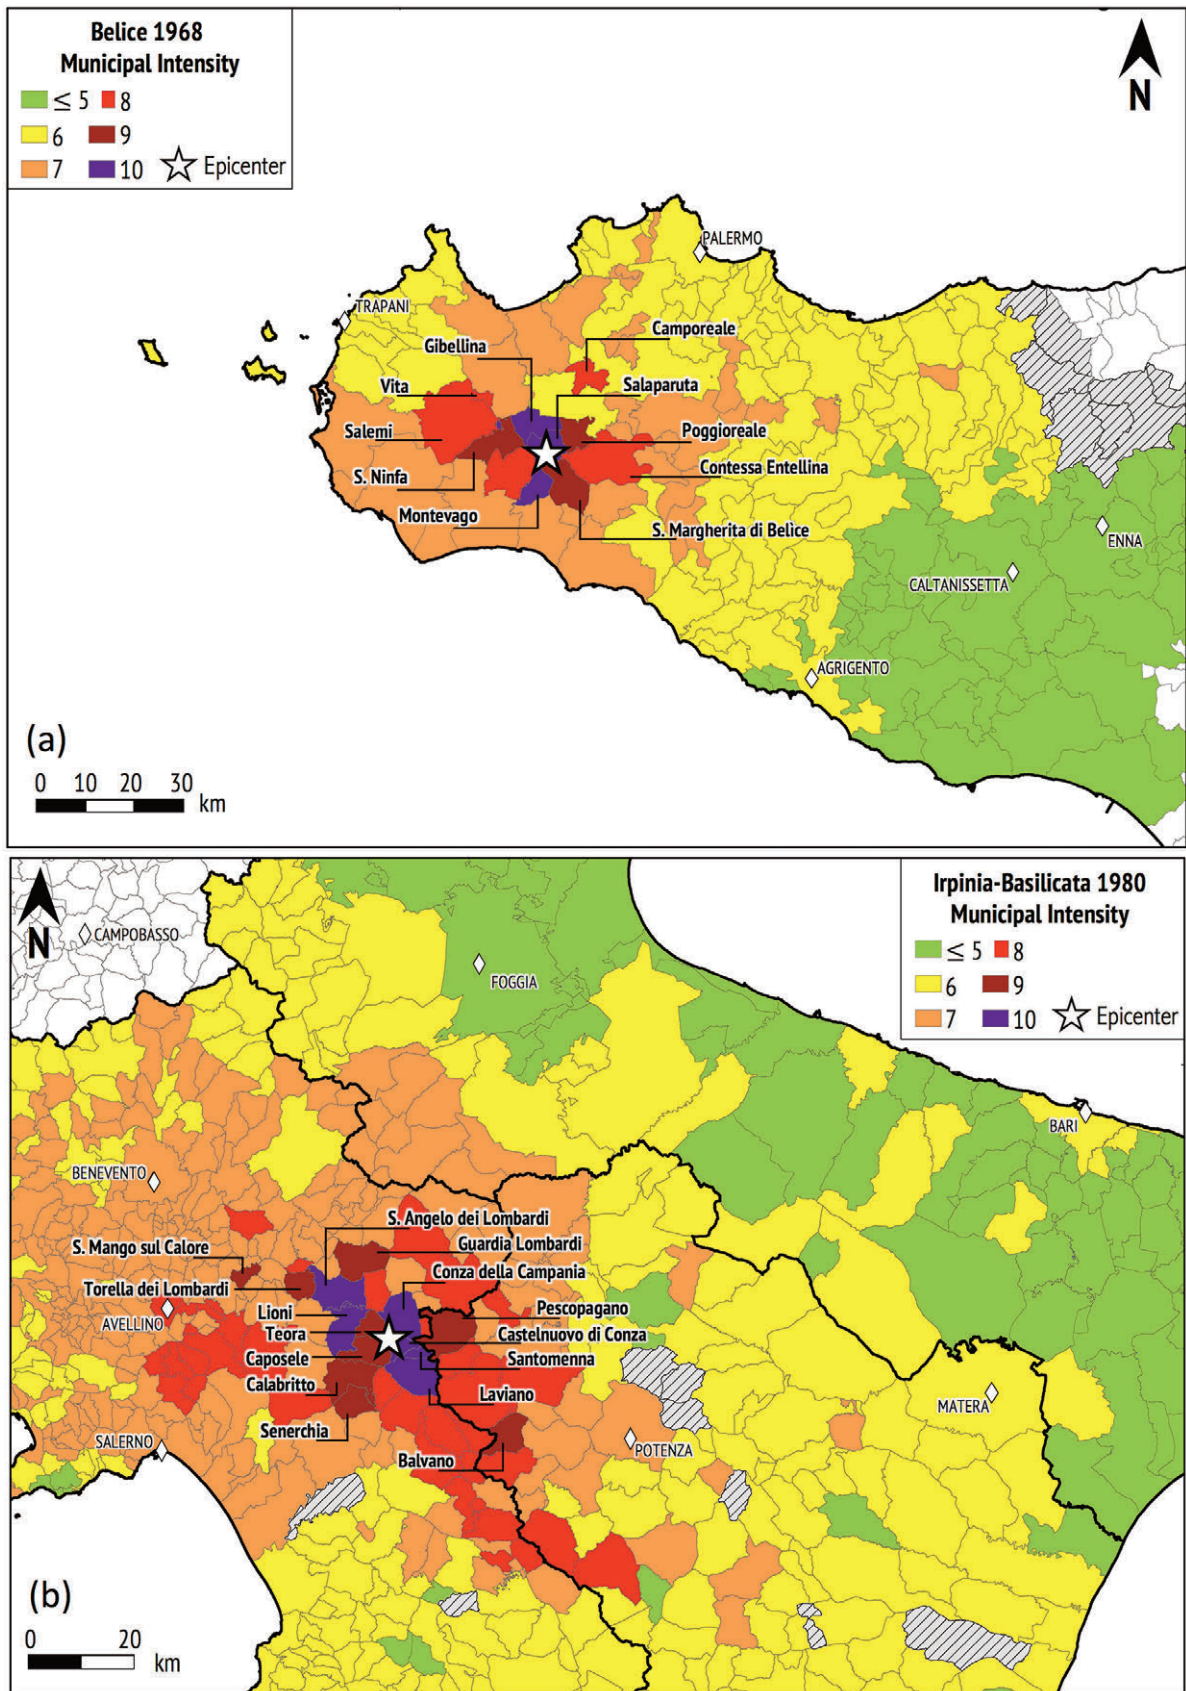 Belice 1968
Municipal Intensity
≤ 5 8
6 9
7 10 Epicenter
N
PALERMO
TRAPANI
Camporeale
Gibellina
Vita
Salaparuta
Salemi
Poggioreale
Contessa Entellina
S. Ninfa
Montevago
S. Margherita di Belìce
ENNA
CALTANISSETTA
AGRIGENTO
(a)
0 10 20 30
km
Irpinia-Basilicata 1980
Municipal Intensity
≤ 5 8
6 9
7 10 Epicenter
N
CAMPOBASSO
FOGGIA
BARI
BENEVENTO
S. Angelo dei Lombardi
S. Mango sul Calore
Guardia Lombardi
Conza della Campania
Torella dei Lombardi
Lioni
Pescopagano
AVELLINO
Teora
Castelnuovo di Conza
Caposele
Santomenna
Calabritto
Laviano
MATERA
Senerchia
SALERNO
POTENZA
Balvano
(b)
0 20
km